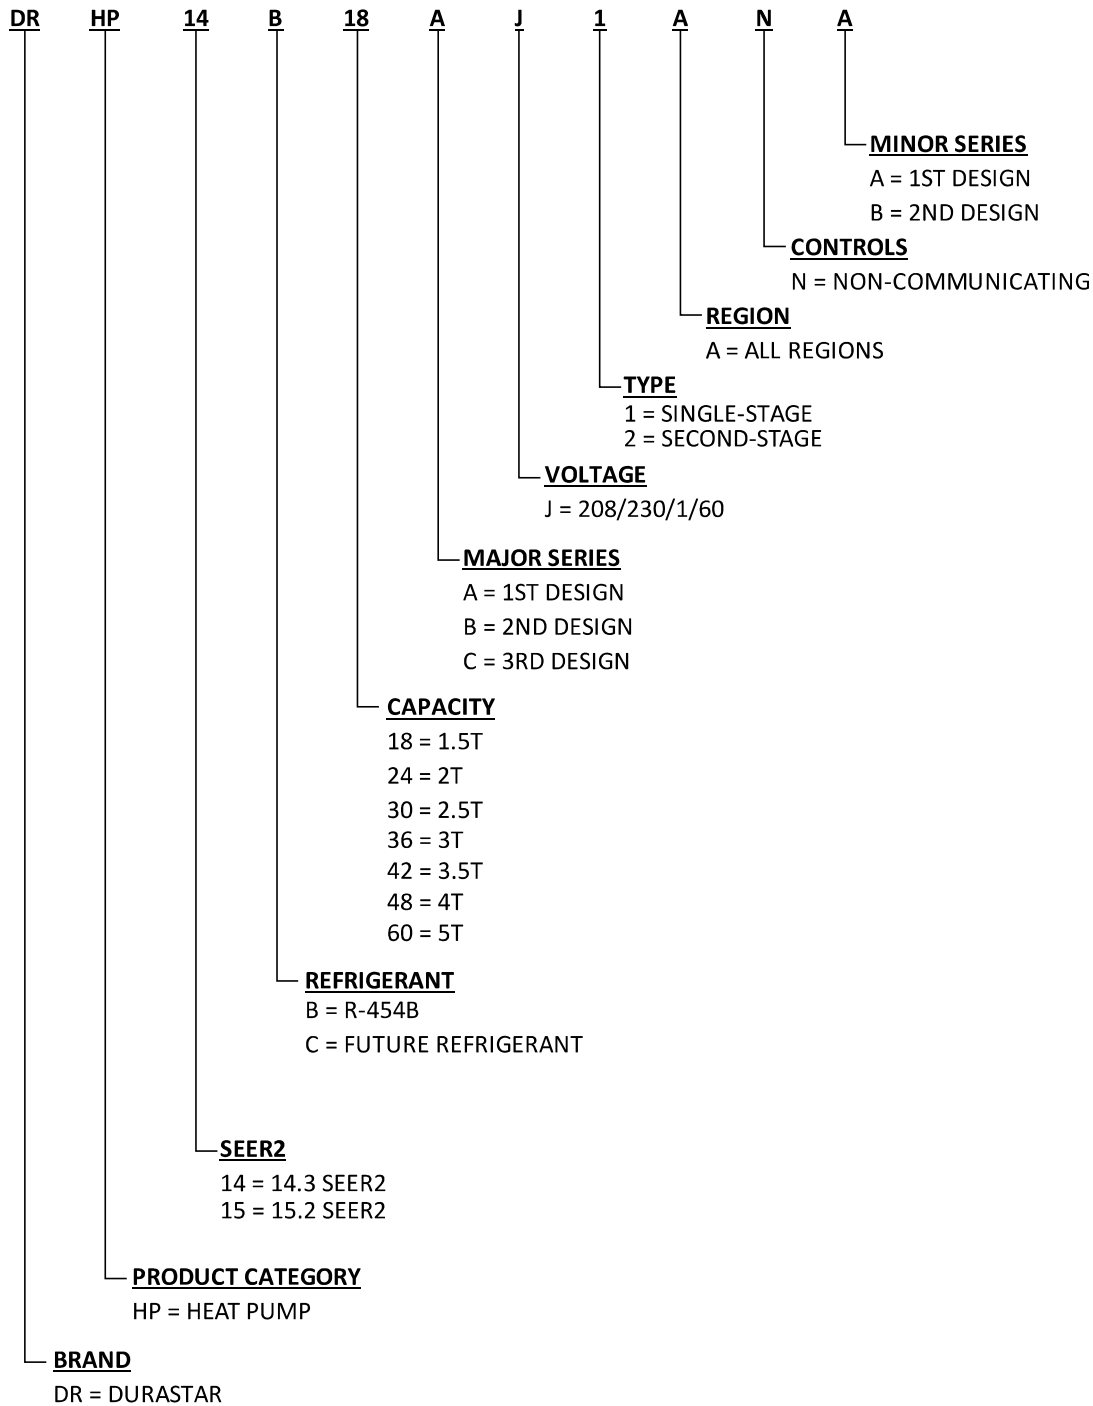 DR HP 14 B 18 A J 1 A N A
MINOR SERIES
A = 1ST DESIGN
B = 2ND DESIGN
CONTROLS
N = NON-COMMUNICATING
REGION
A = ALL REGIONS
TYPE
1 = SINGLE-STAGE
2 = SECOND-STAGE
VOLTAGE
J = 208/230/1/60
MAJOR SERIES
A = 1ST DESIGN
B = 2ND DESIGN
C = 3RD DESIGN
CAPACITY
18 = 1.5T
24 = 2T
30 = 2.5T
36 = 3T
42 = 3.5T
48 = 4T
60 = 5T
REFRIGERANT
B = R-454B
C = FUTURE REFRIGERANT
SEER2
14 = 14.3 SEER2
15 = 15.2 SEER2
PRODUCT CATEGORY
HP = HEAT PUMP
BRAND
DR = DURASTAR